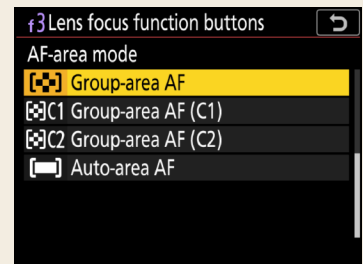 f3 Lens focus function buttons
AF-area mode
Group-area AF
C1 Group-area AF (C1)
C2 Group-area AF (C2)
Auto-area AF